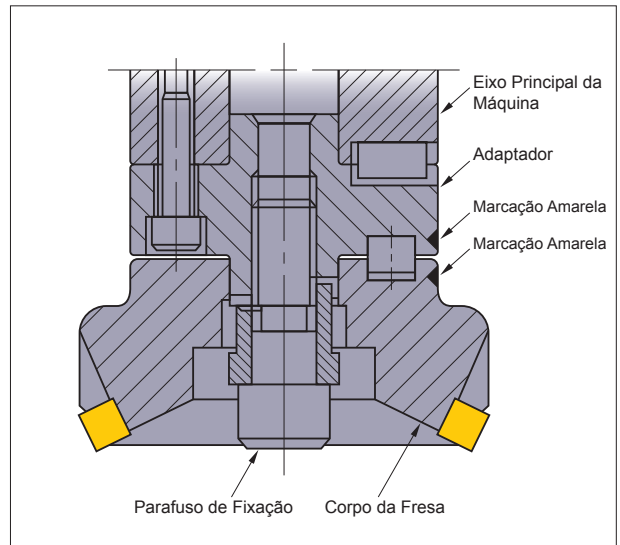 Eixo Principal da
Máquina
Adaptador
Marcação Amarela
Marcação Amarela
Parafuso de Fixação
Corpo da Fresa